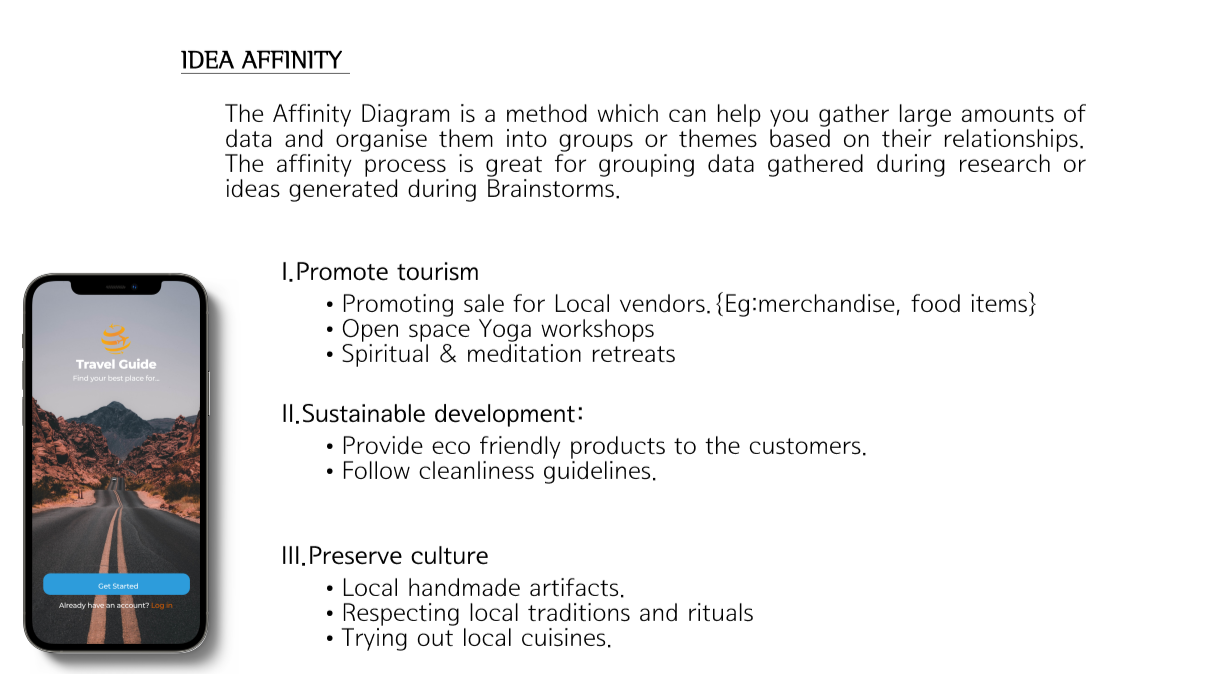 IDEA AFFINITY
The Affinity Diagram is a method which can help you gather large amounts of
data and organise them into groups or themes based on their relationships.
The affinity process is great for grouping data gathered during research or
ideas generated during Brainstorms.
I.Promote tourism
• Promoting sale for Local vendors.{Eg:merchandise, food items}
• Open space Yoga workshops
• Spiritual & meditation retreats
II.Sustainable development:
• Provide eco friendly products to the customers.
• Follow cleanliness guidelines.
III.Preserve culture
• Local handmade artifacts.
• Respecting local traditions and rituals
• Trying out local cuisines.
Travel Guide
Find your best place for...
Get Started
Already have an account? Log in